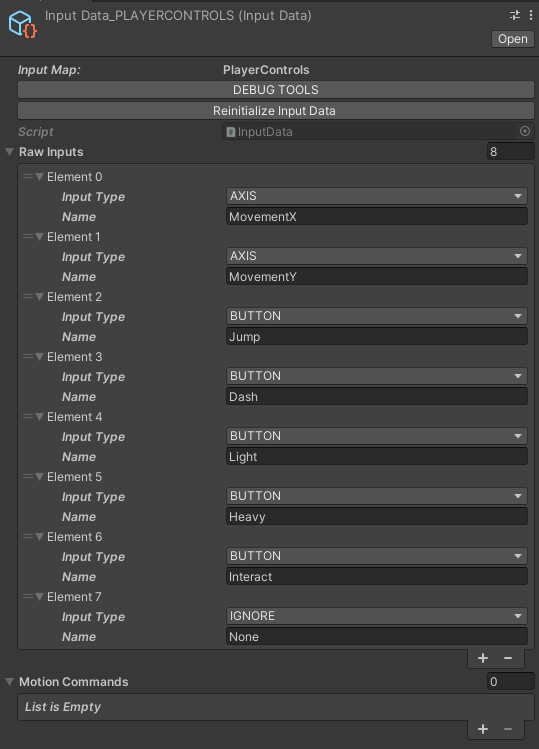 Input Data_PLAYERCONTROLS (Input Data)
Open
Input Map: PlayerControls
DEBUG TOOLS
Reinitialize Input Data
Script InputData
Raw Inputs 8
Element 0
Input Type AXIS
Name MovementX
Element 1
Input Type AXIS
Name MovementY
Element 2
Input Type BUTTON
Name Jump
Element 3
Input Type BUTTON
Name Dash
Element 4
Input Type BUTTON
Name Light
Element 5
Input Type BUTTON
Name Heavy
Element 6
Input Type BUTTON
Name Interact
Element 7
Input Type IGNORE
Name None
Motion Commands 0
List is Empty